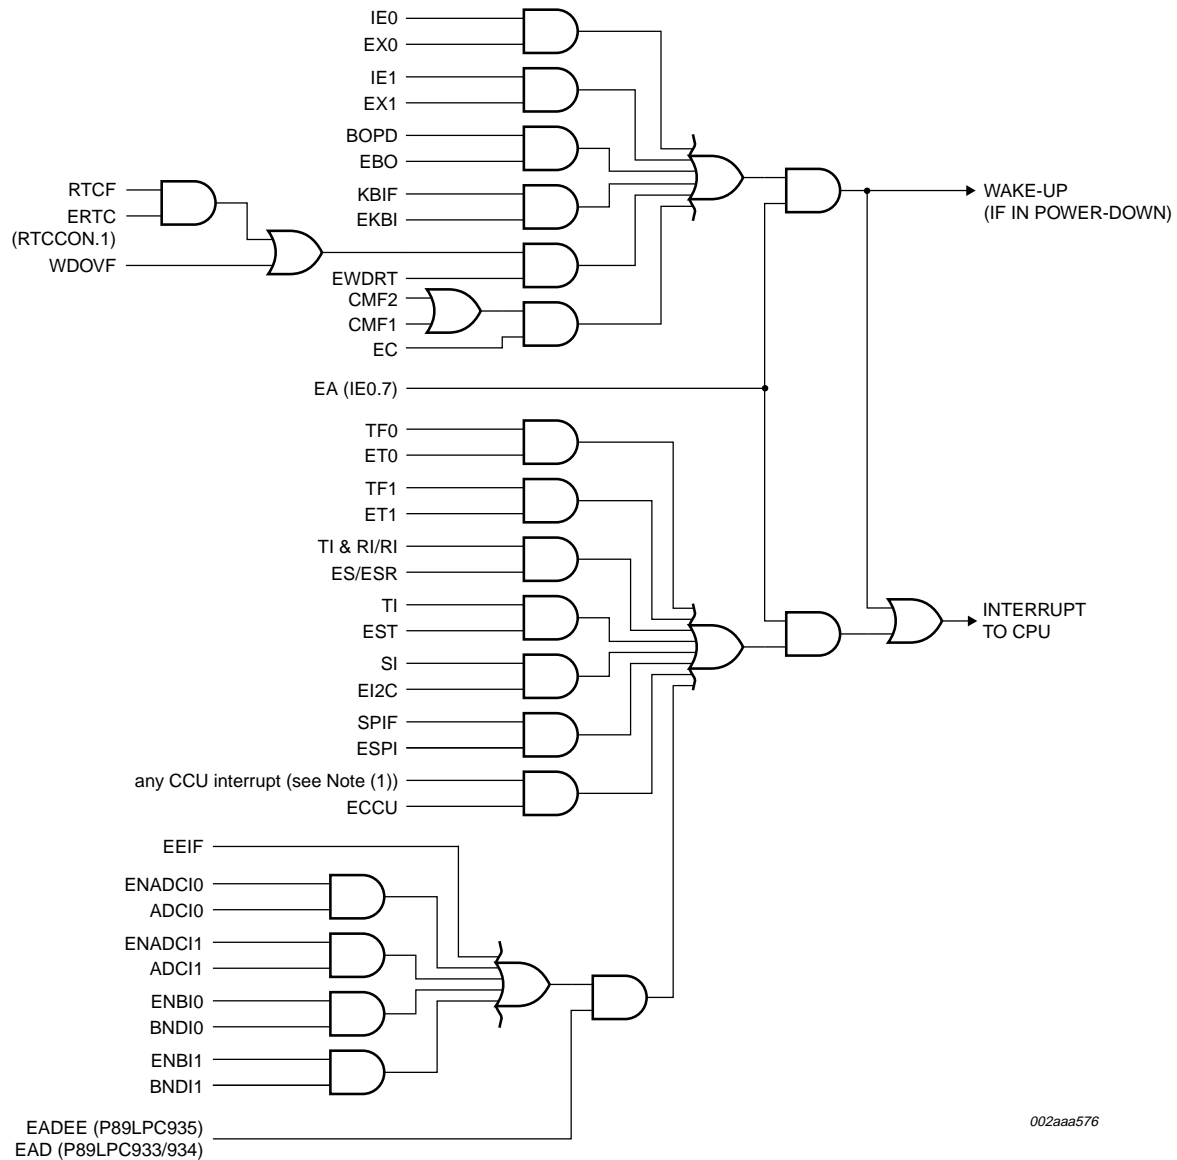 IE0
EX0
IE1
EX1
BOPD
EBO
RTCF
KBIF
ERTC
EKBI
(RTCCON.1)
WDOVF
EWDRT
CMF2
CMF1
EC
WAKE-UP
(IF IN POWER-DOWN)
EA (IE0.7)
TF0
ET0
TF1
ET1
TI & RI/RI
ES/ESR
TI
EST
INTERRUPT
TO CPU
SI
EI2C
SPIF
ESPI
any CCU interrupt (see Note (1))
ECCU
EEIF
ENADCI0
ADCI0
ENADCI1
ADCI1
ENBI0
BNDI0
ENBI1
BNDI1
EADEE (P89LPC935)
EAD (P89LPC933/934)
002aaa576